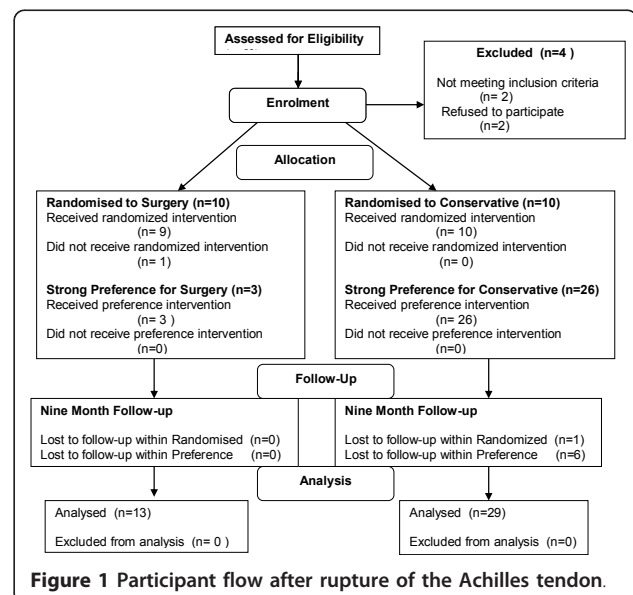 Assessed for Eligibility
Excluded (n=4 )
Not meeting inclusion criteria
(n= 2)
Refused to participate
(n=2)
Enrolment
Allocation
Randomised to Surgery (n=10)
Received randomized intervention
(n= 9)
Did not receive randomized intervention
(n= 1)
Strong Preference for Surgery (n=3)
Received preference intervention
(n= 3 )
Did not receive preference intervention
(n=0)
Randomised to Conservative (n=10)
Received randomized intervention
(n= 10)
Did not receive randomized intervention
(n= 0)
Strong Preference for Conservative (n=26)
Received preference intervention
(n= 26)
Did not receive preference intervention
(n=0)
Follow-Up
Nine Month Follow-up
Lost to follow-up within Randomised (n=0)
Lost to follow-up within Preference (n=0)
Nine Month Follow-up
Lost to follow-up within Randomized (n=1)
Lost to follow-up within Preference (n=6)
Analysis
Analysed (n=13)
Excluded from analysis (n= 0 )
Analysed (n=29)
Excluded from analysis (n=0)
Figure 1 Participant flow after rupture of the Achilles tendon.